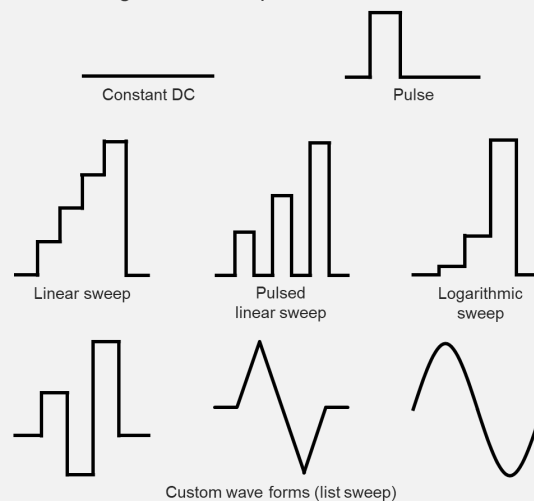 Constant DC
Pulse
Linear sweep
Pulsed
linear sweep
Logarithmic
sweep
Custom wave forms (list sweep)